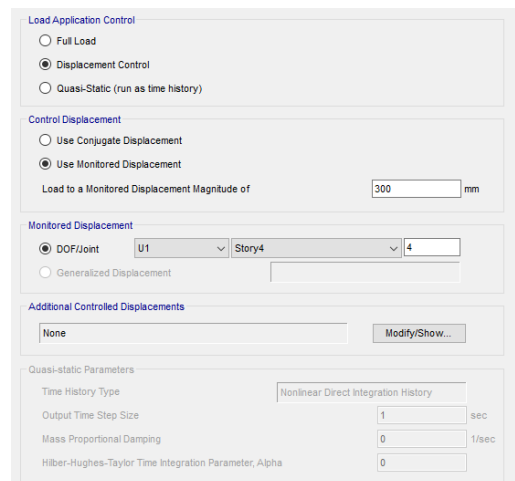 Load Application Control
Full Load
Displacement Control
Quasi-Static (run as time history)
Control Displacement
Use Conjugate Displacement
Use Monitored Displacement
Load to a Monitored Displacement Magnitude of 300 mm
Monitored Displacement
DOF/Joint U1 Story4 4
Generalized Displacement
Additional Controlled Displacements
None Modify/Show...
Quasi-static Parameters
Time History Type Nonlinear Direct Integration History
Output Time Step Size 1 sec
Mass Proportional Damping 0 1/sec
Hilber-Hughes-Taylor Time Integration Parameter, Alpha 0